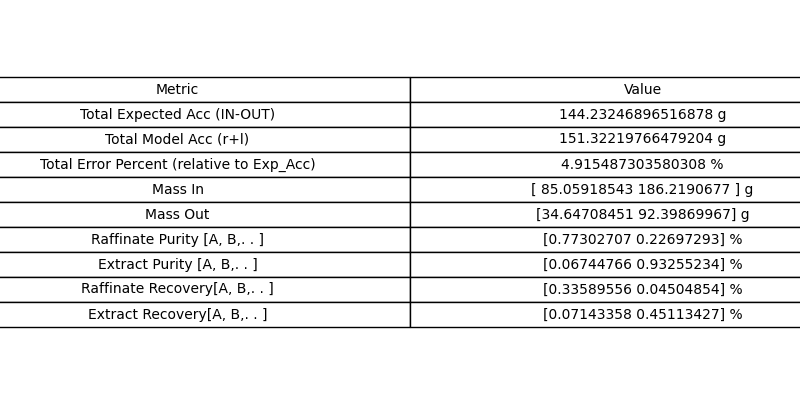 Metric Value
Total Expected Acc (IN-OUT) 144.23246896516878 g
Total Model Acc (r+l) 151.32219766479204 g
Total Error Percent (relative to Exp_Acc) 4.915487303580308 %
Mass In [ 85.05918543 186.2190677 ] g
Mass Out [34.64708451 92.39869967] g
Raffinate Purity [A, B,. . ] [0.77302707 0.22697293] %
Extract Purity [A, B,. . ] [0.06744766 0.93255234] %
Raffinate Recovery[A, B,. . ] [0.33589556 0.04504854] %
Extract Recovery[A, B,. . ] [0.07143358 0.45113427] %